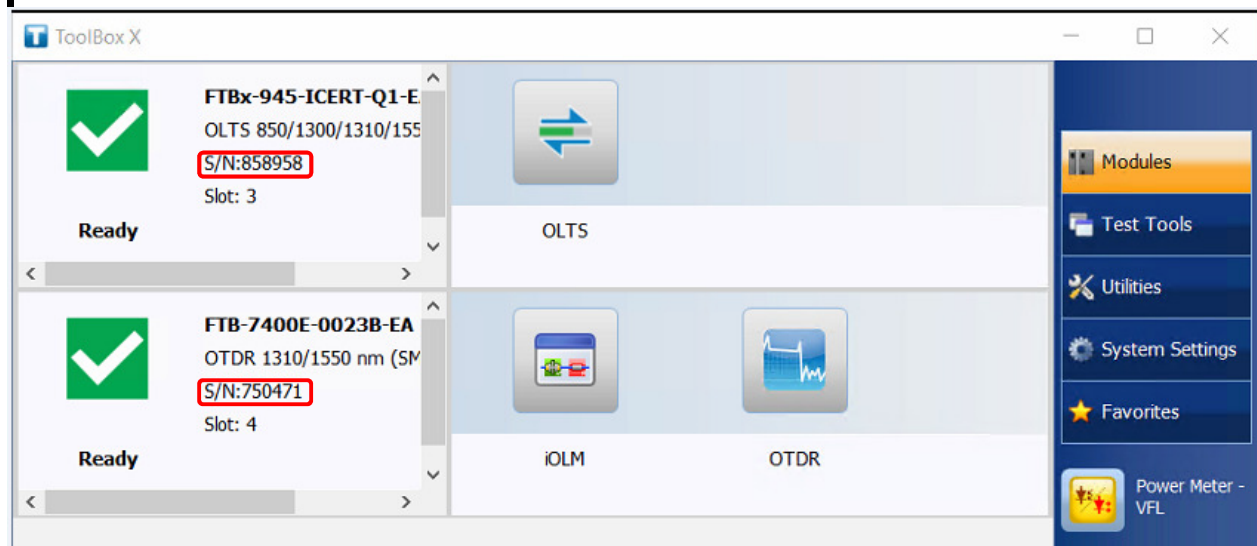 ToolBox X
FTBx-945-ICERT-Q1-E
OLTS 850/1300/1310/155
S/N:858958
Slot: 3
Ready
OLTS
FTB-7400E-0023B-EA
OTDR 1310/1550 nm (SM
S/N:750471
Slot: 4
Ready
iOLM
OTDR
Modules
Test Tools
Utilities
System Settings
Favorites
Power Meter -
VFL